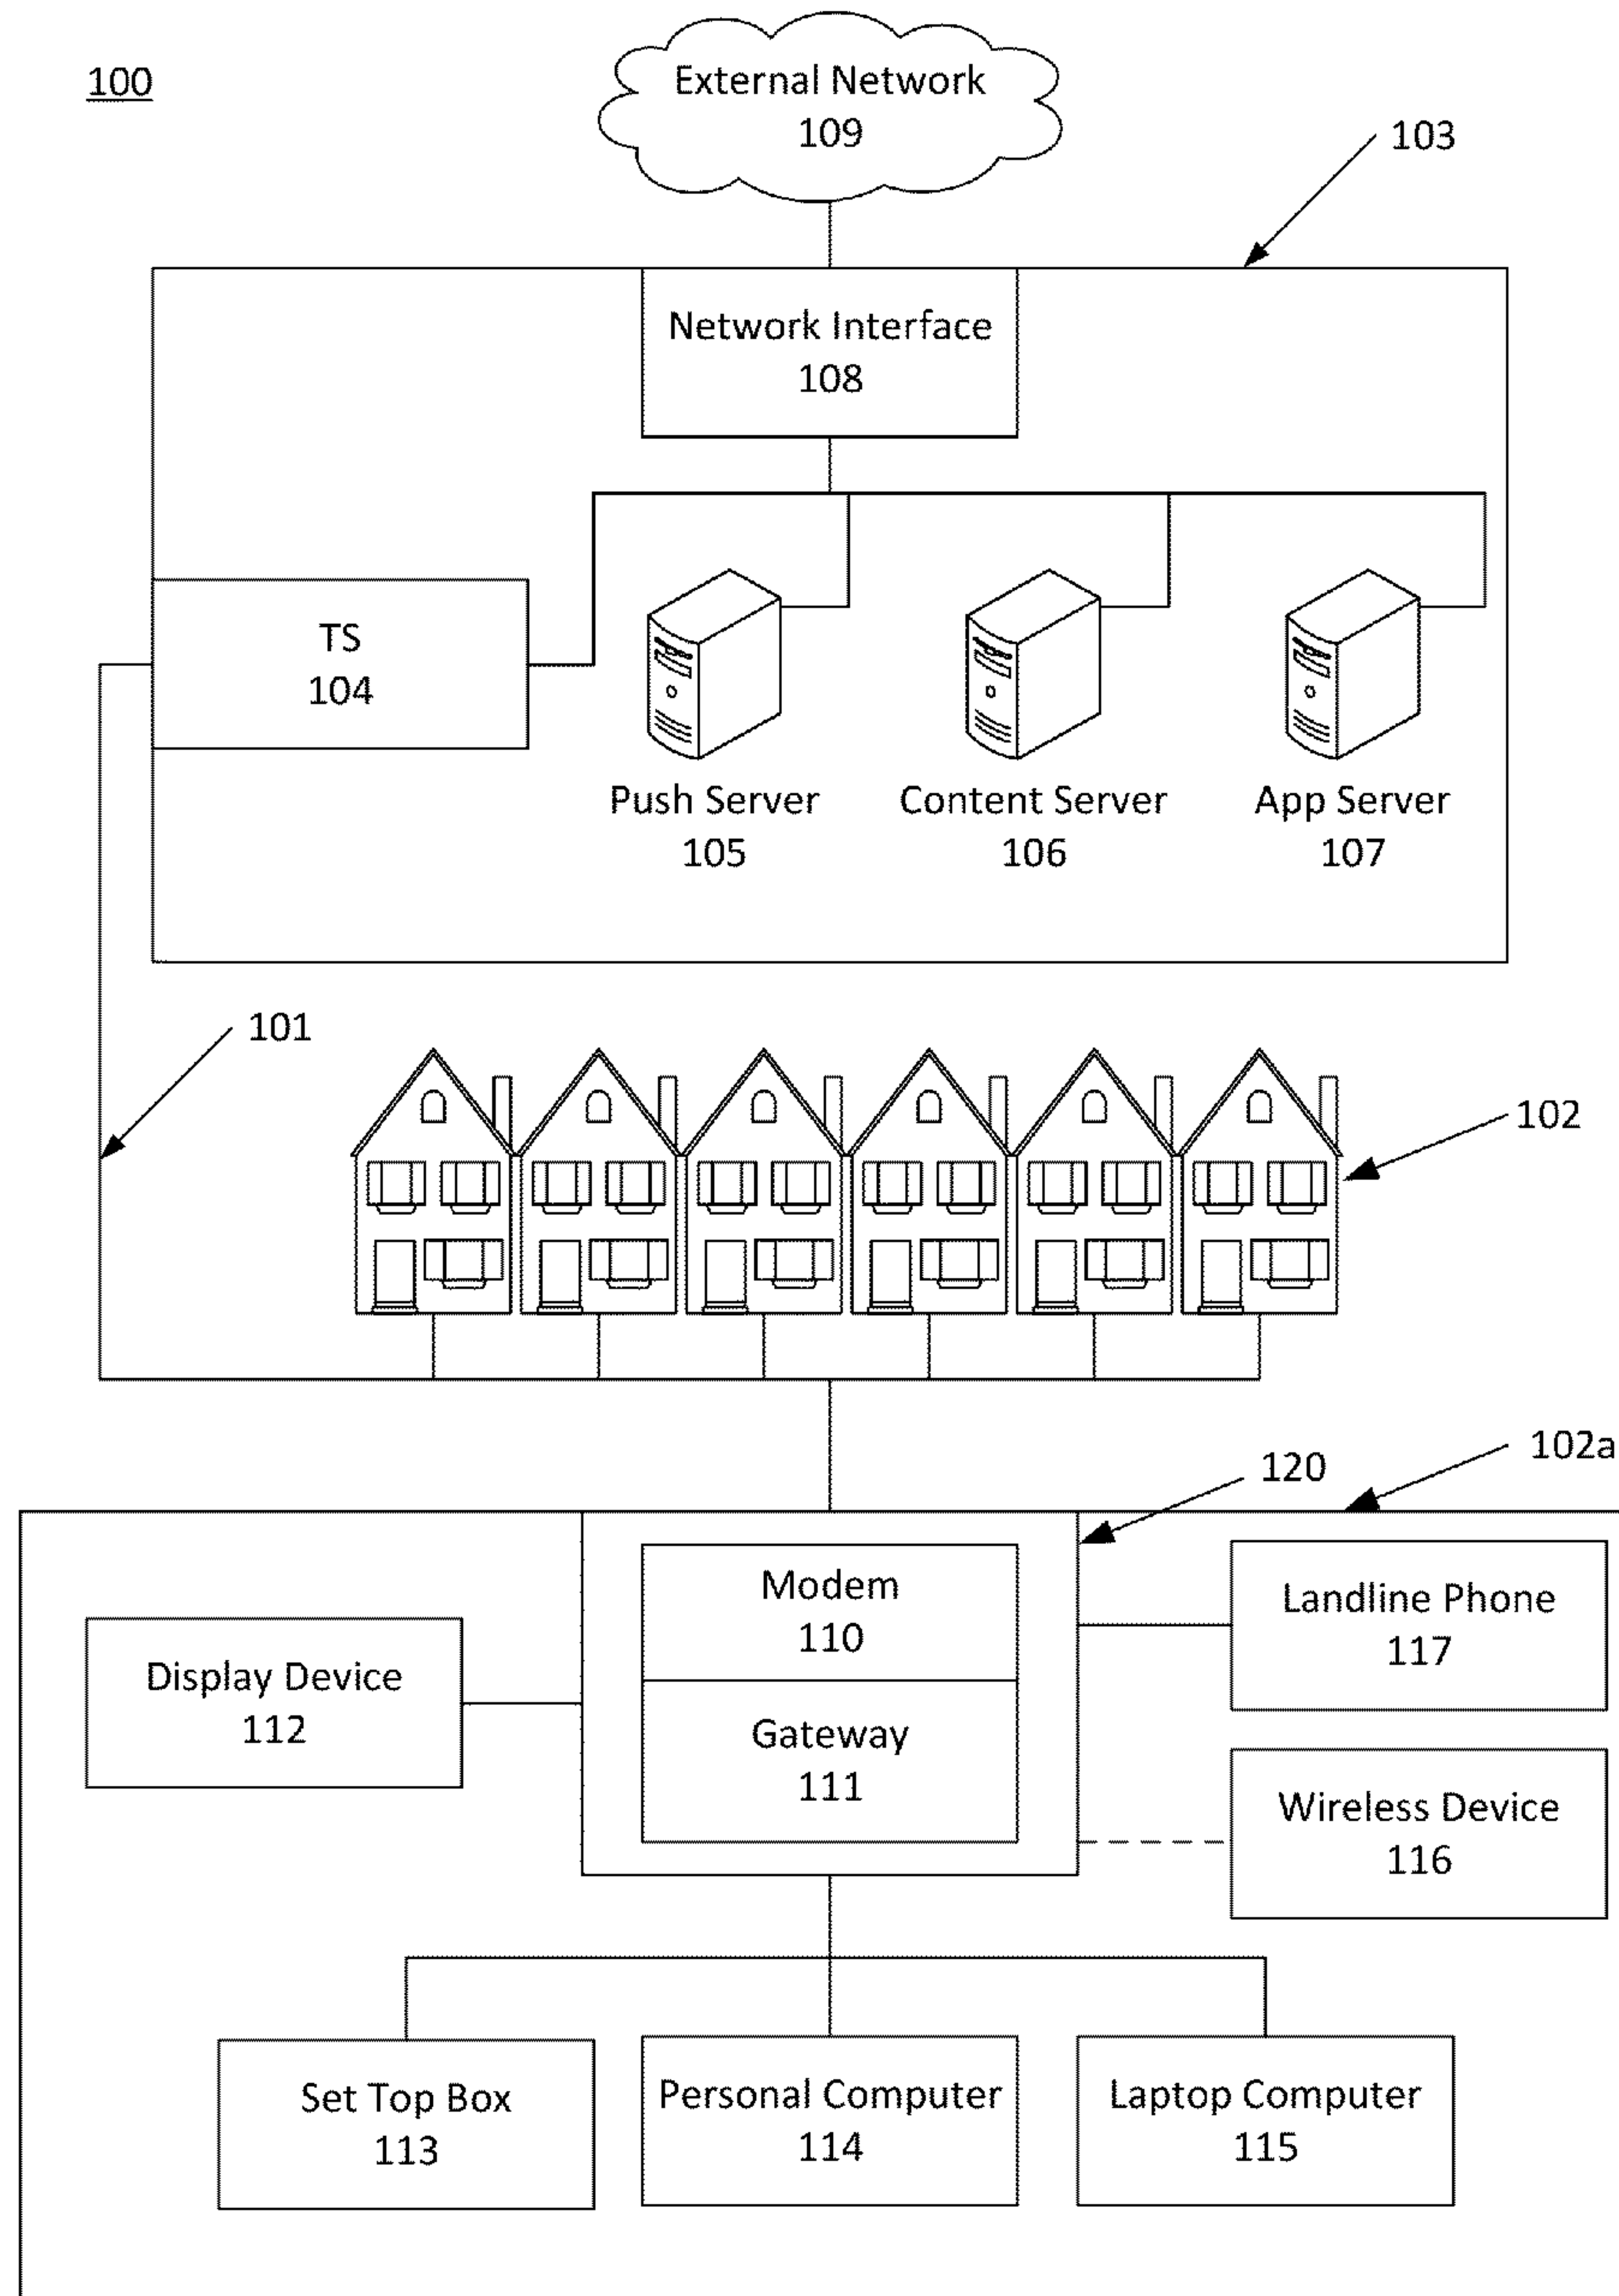 100
External Network
109
103
Network Interface
108
TS
104
Push Server
105
Content Server
106
App Server
107
101
102
102a
120
Modem
110
Landline Phone
117
Display Device
112
Gateway
111
Wireless Device
116
Set Top Box
113
Personal Computer
114
Laptop Computer
115